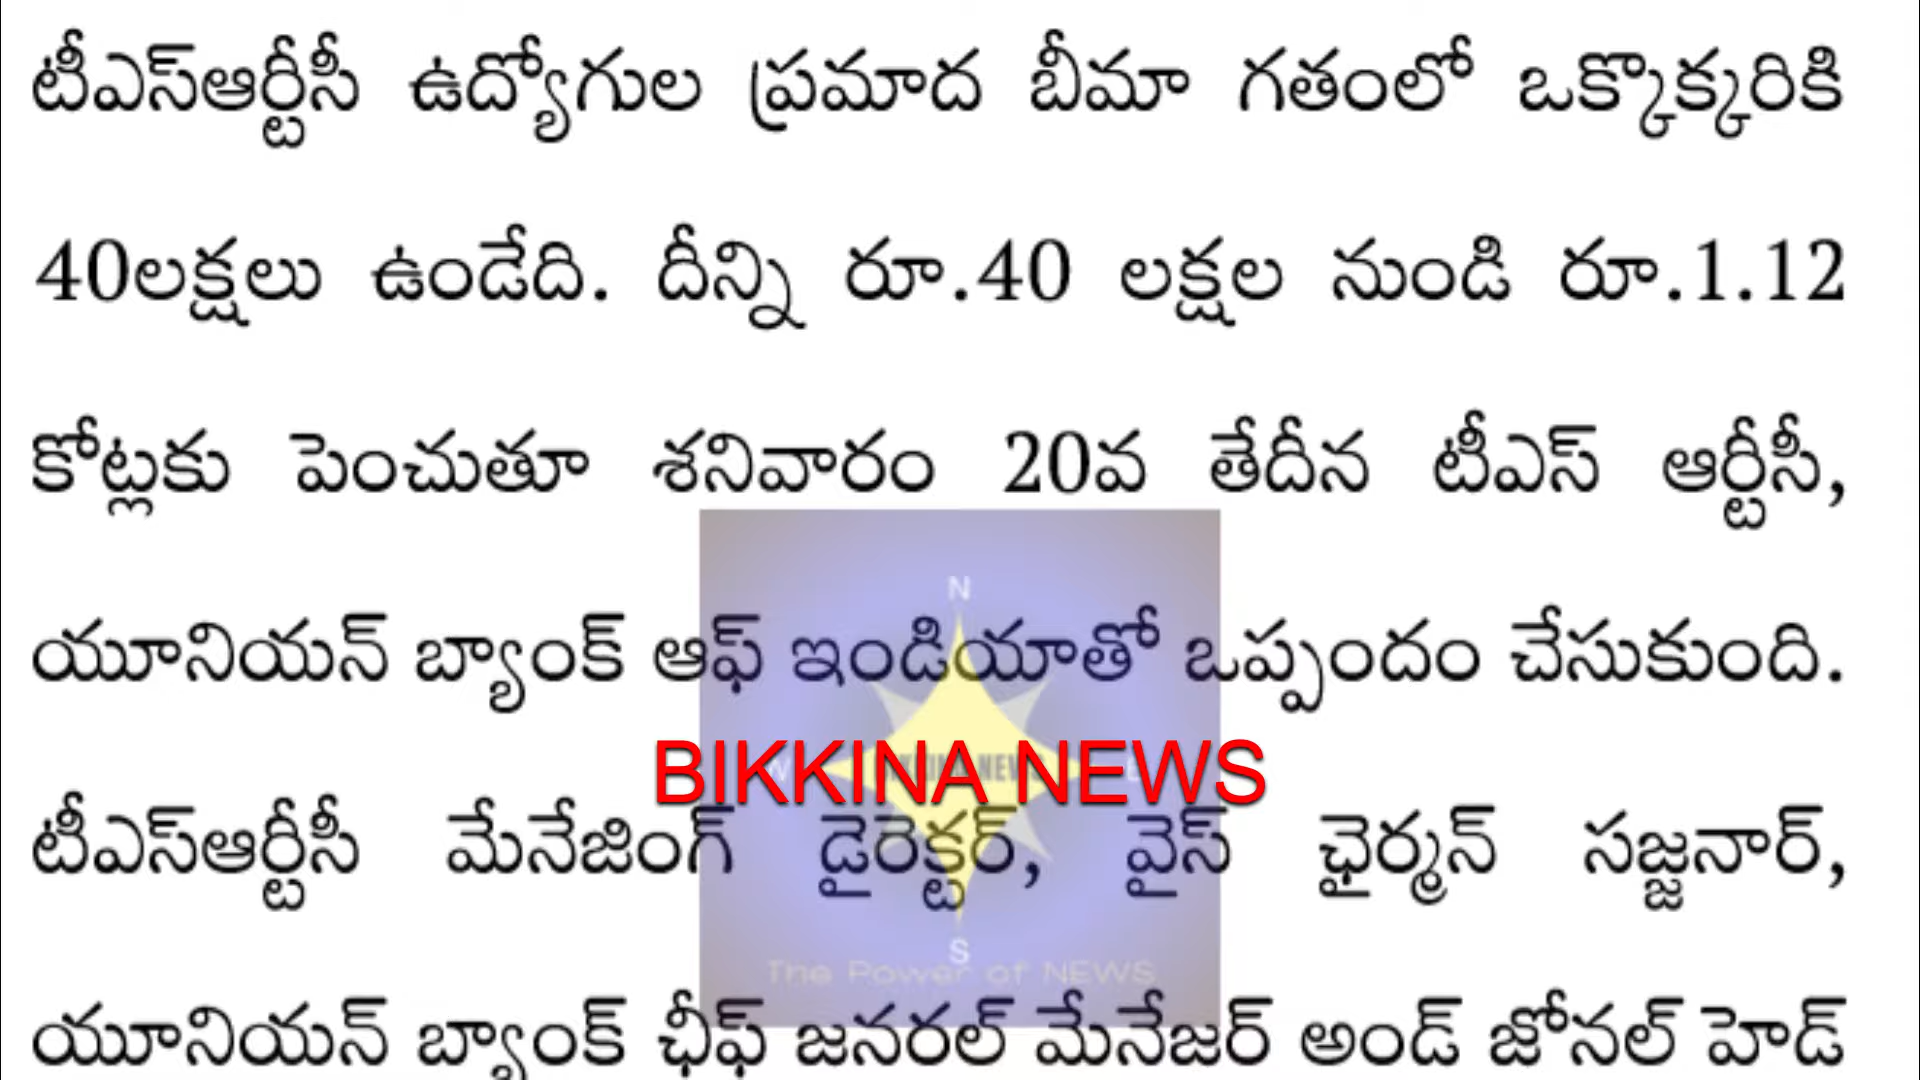 టీఎస్ఆర్టీసీ ఉద్యోగుల ప్రమాద బీమా గతంలో ఒక్కొక్కరికి
40లక్షలు ఉండేది. దీన్ని రూ.40 లక్షల నుండి రూ.1.12
కోట్లకు పెంచుతూ శనివారం 20వ తేదీన టీఎస్ ఆర్టీసీ,
N
యూనియన్ బ్యాంక్ ఆఫ్ ఇండియాతో ఒప్పందం చేసుకుంది.
BIKKINA NEWS
టీఎస్ఆర్టీసీ మేనేజింగ్ డైరెక్టర్, వైస్ ఛైర్మన్ సజ్జనార్,
S
The Power of NEWS
యూనియన్ బ్యాంక్ ఛీఫ్ జనరల్ మేనేజర్ అండ్ జోనల్ హెడ్